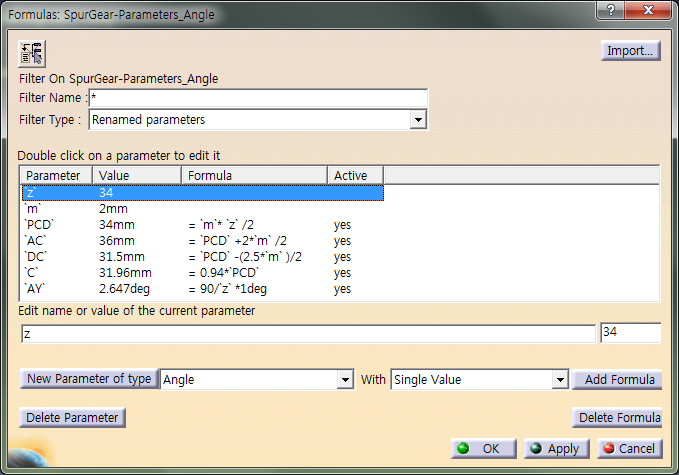 Formulas: SpurGear-Parameters_Angle
Import...
Filter On SpurGear-Parameters_Angle
Filter Name : *
Filter Type : Renamed parameters
Double click on a parameter to edit it
Parameter Value Formula Active
`z` 34
`m` 2mm
`PCD` 34mm = `m`* `z` /2 yes
`AC` 36mm = `PCD` +2*`m` /2 yes
`DC` 31.5mm = `PCD` -(2.5*`m` )/2 yes
`C` 31.96mm = 0.94*`PCD` yes
`AY` 2.647deg = 90/`z` *1deg yes
Edit name or value of the current parameter
z 34
New Parameter of type Angle With Single Value Add Formula
Delete Parameter Delete Formula
OK Apply Cancel